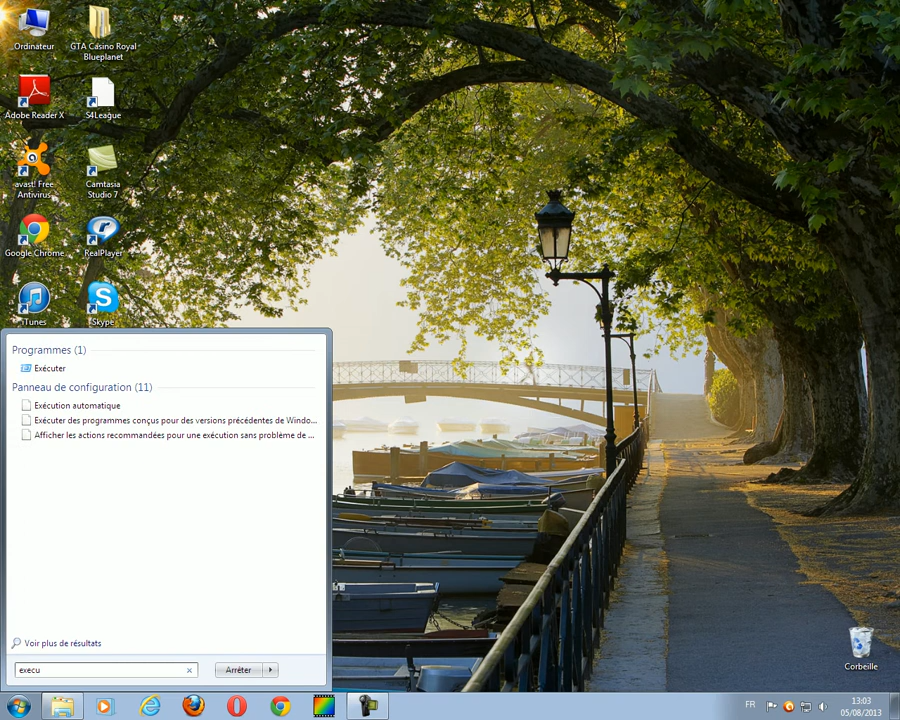 Ordinateur
GTA Casino Royal
Blueplanet
Adobe Reader X
S4League
avast! Free
Antivirus
Camtasia
Studio 7
Google Chrome
RealPlayer
iTunes
Skype
Programmes (1)
Exécuter
Panneau de configuration (11)
Exécution automatique
Exécuter des programmes conçus pour des versions précédentes de Windo...
Afficher les actions recommandées pour une exécution sans problème de ...
Voir plus de résultats
execu
Arrêter
Corbeille
FR
13:03
05/08/2013